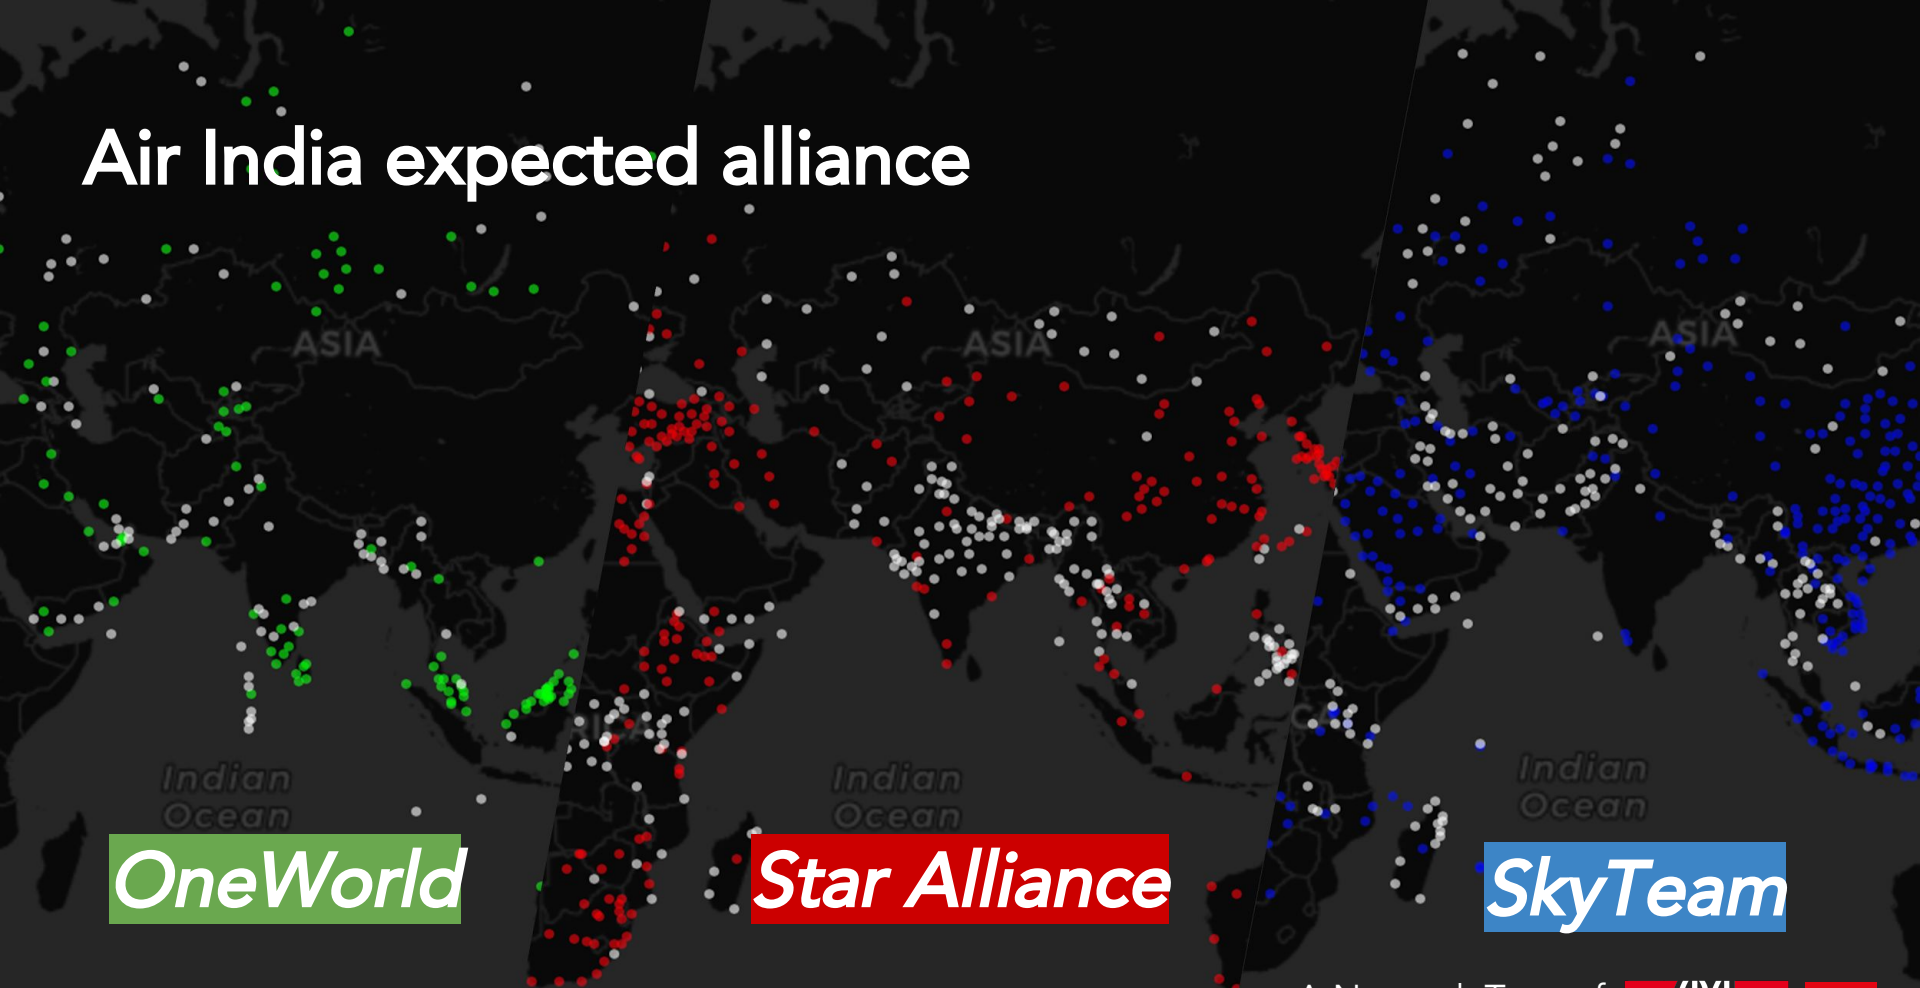 Air India expected alliance
ASIA
ASIA
ASIA
Indian
Ocean
Indian
Ocean
Indian
Ocean
OneWorld
Star Alliance
SkyTeam